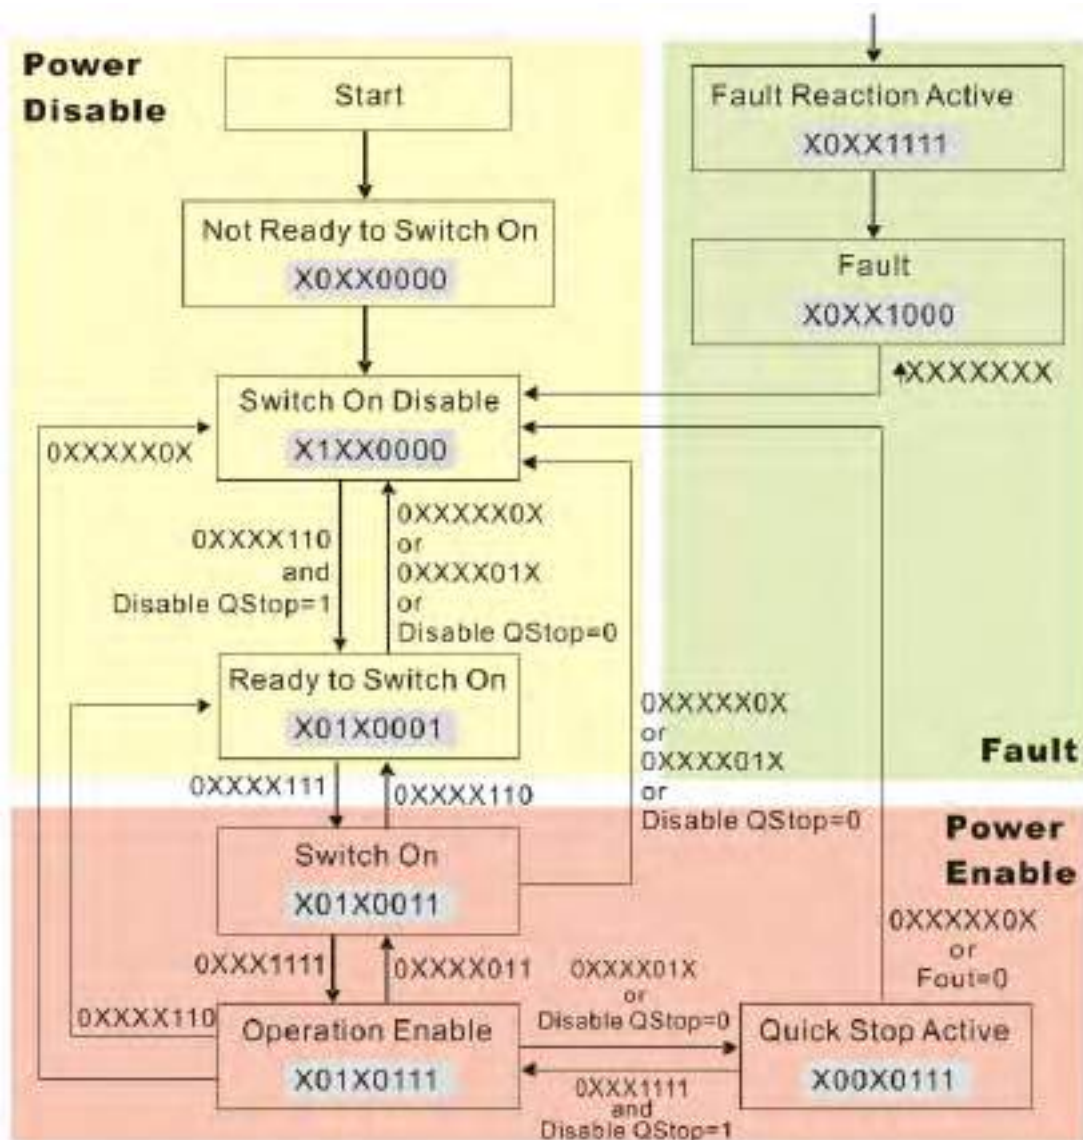 Power
Disable
Start
Not Ready to Switch On
X0XX0000
Switch On Disable
X1XX0000
0XXXXX0X
0XXXX110
and
Disable QStop=1
0XXXXX0X
or
0XXXX01X
or
Disable QStop=0
Ready to Switch On
X01X0001
0XXXX111
0XXXX110
Fault Reaction Active
X0XX1111
Fault
X0XX1000
XXXXXXX
Fault
0XXXXX0X
or
0XXXX01X
or
Disable QStop=0
Power
Enable
Switch On
X01X0011
0XXX1111
0XXXX011
0XXXX110
Operation Enable
X01X0111
0XXXX01X
or
Disable QStop=0
0XXX1111
and
Disable QStop=1
0XXXXX0X
or
Fout=0
Quick Stop Active
X00X0111